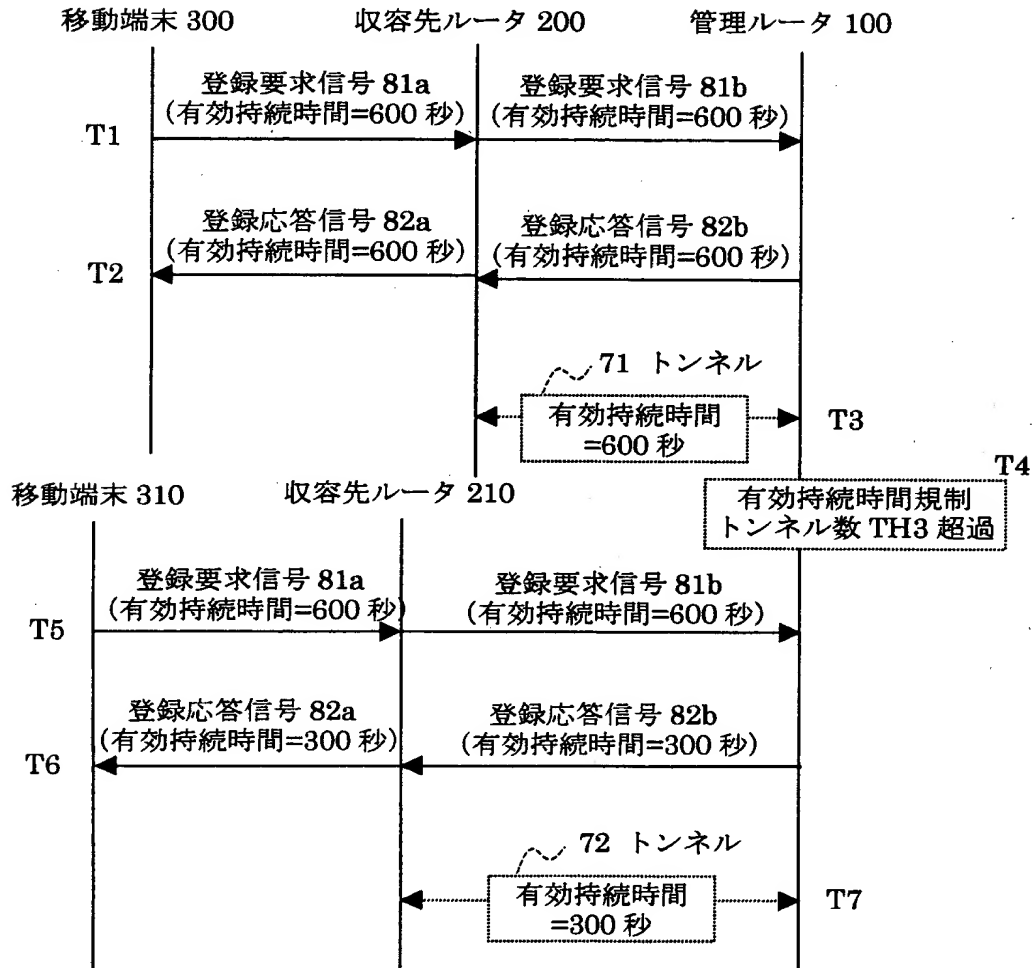 移動端末 300 収容先ルータ 200 管理ルータ 100
登録要求信号 81a 登録要求信号 81b
(有効持続時間=600 秒) (有効持続時間=600 秒)
T1
登録応答信号 82a 登録応答信号 82b
(有効持続時間=600 秒) (有効持続時間=600 秒)
T2
71 トンネル
有効持続時間
=600 秒
T3
T4
有効持続時間規制
トンネル数 TH3 超過
移動端末 310 収容先ルータ 210
登録要求信号 81a 登録要求信号 81b
(有効持続時間=600 秒) (有効持続時間=600 秒)
T5
登録応答信号 82a 登録応答信号 82b
(有効持続時間=300 秒) (有効持続時間=300 秒)
T6
72 トンネル
有効持続時間
=300 秒
T7